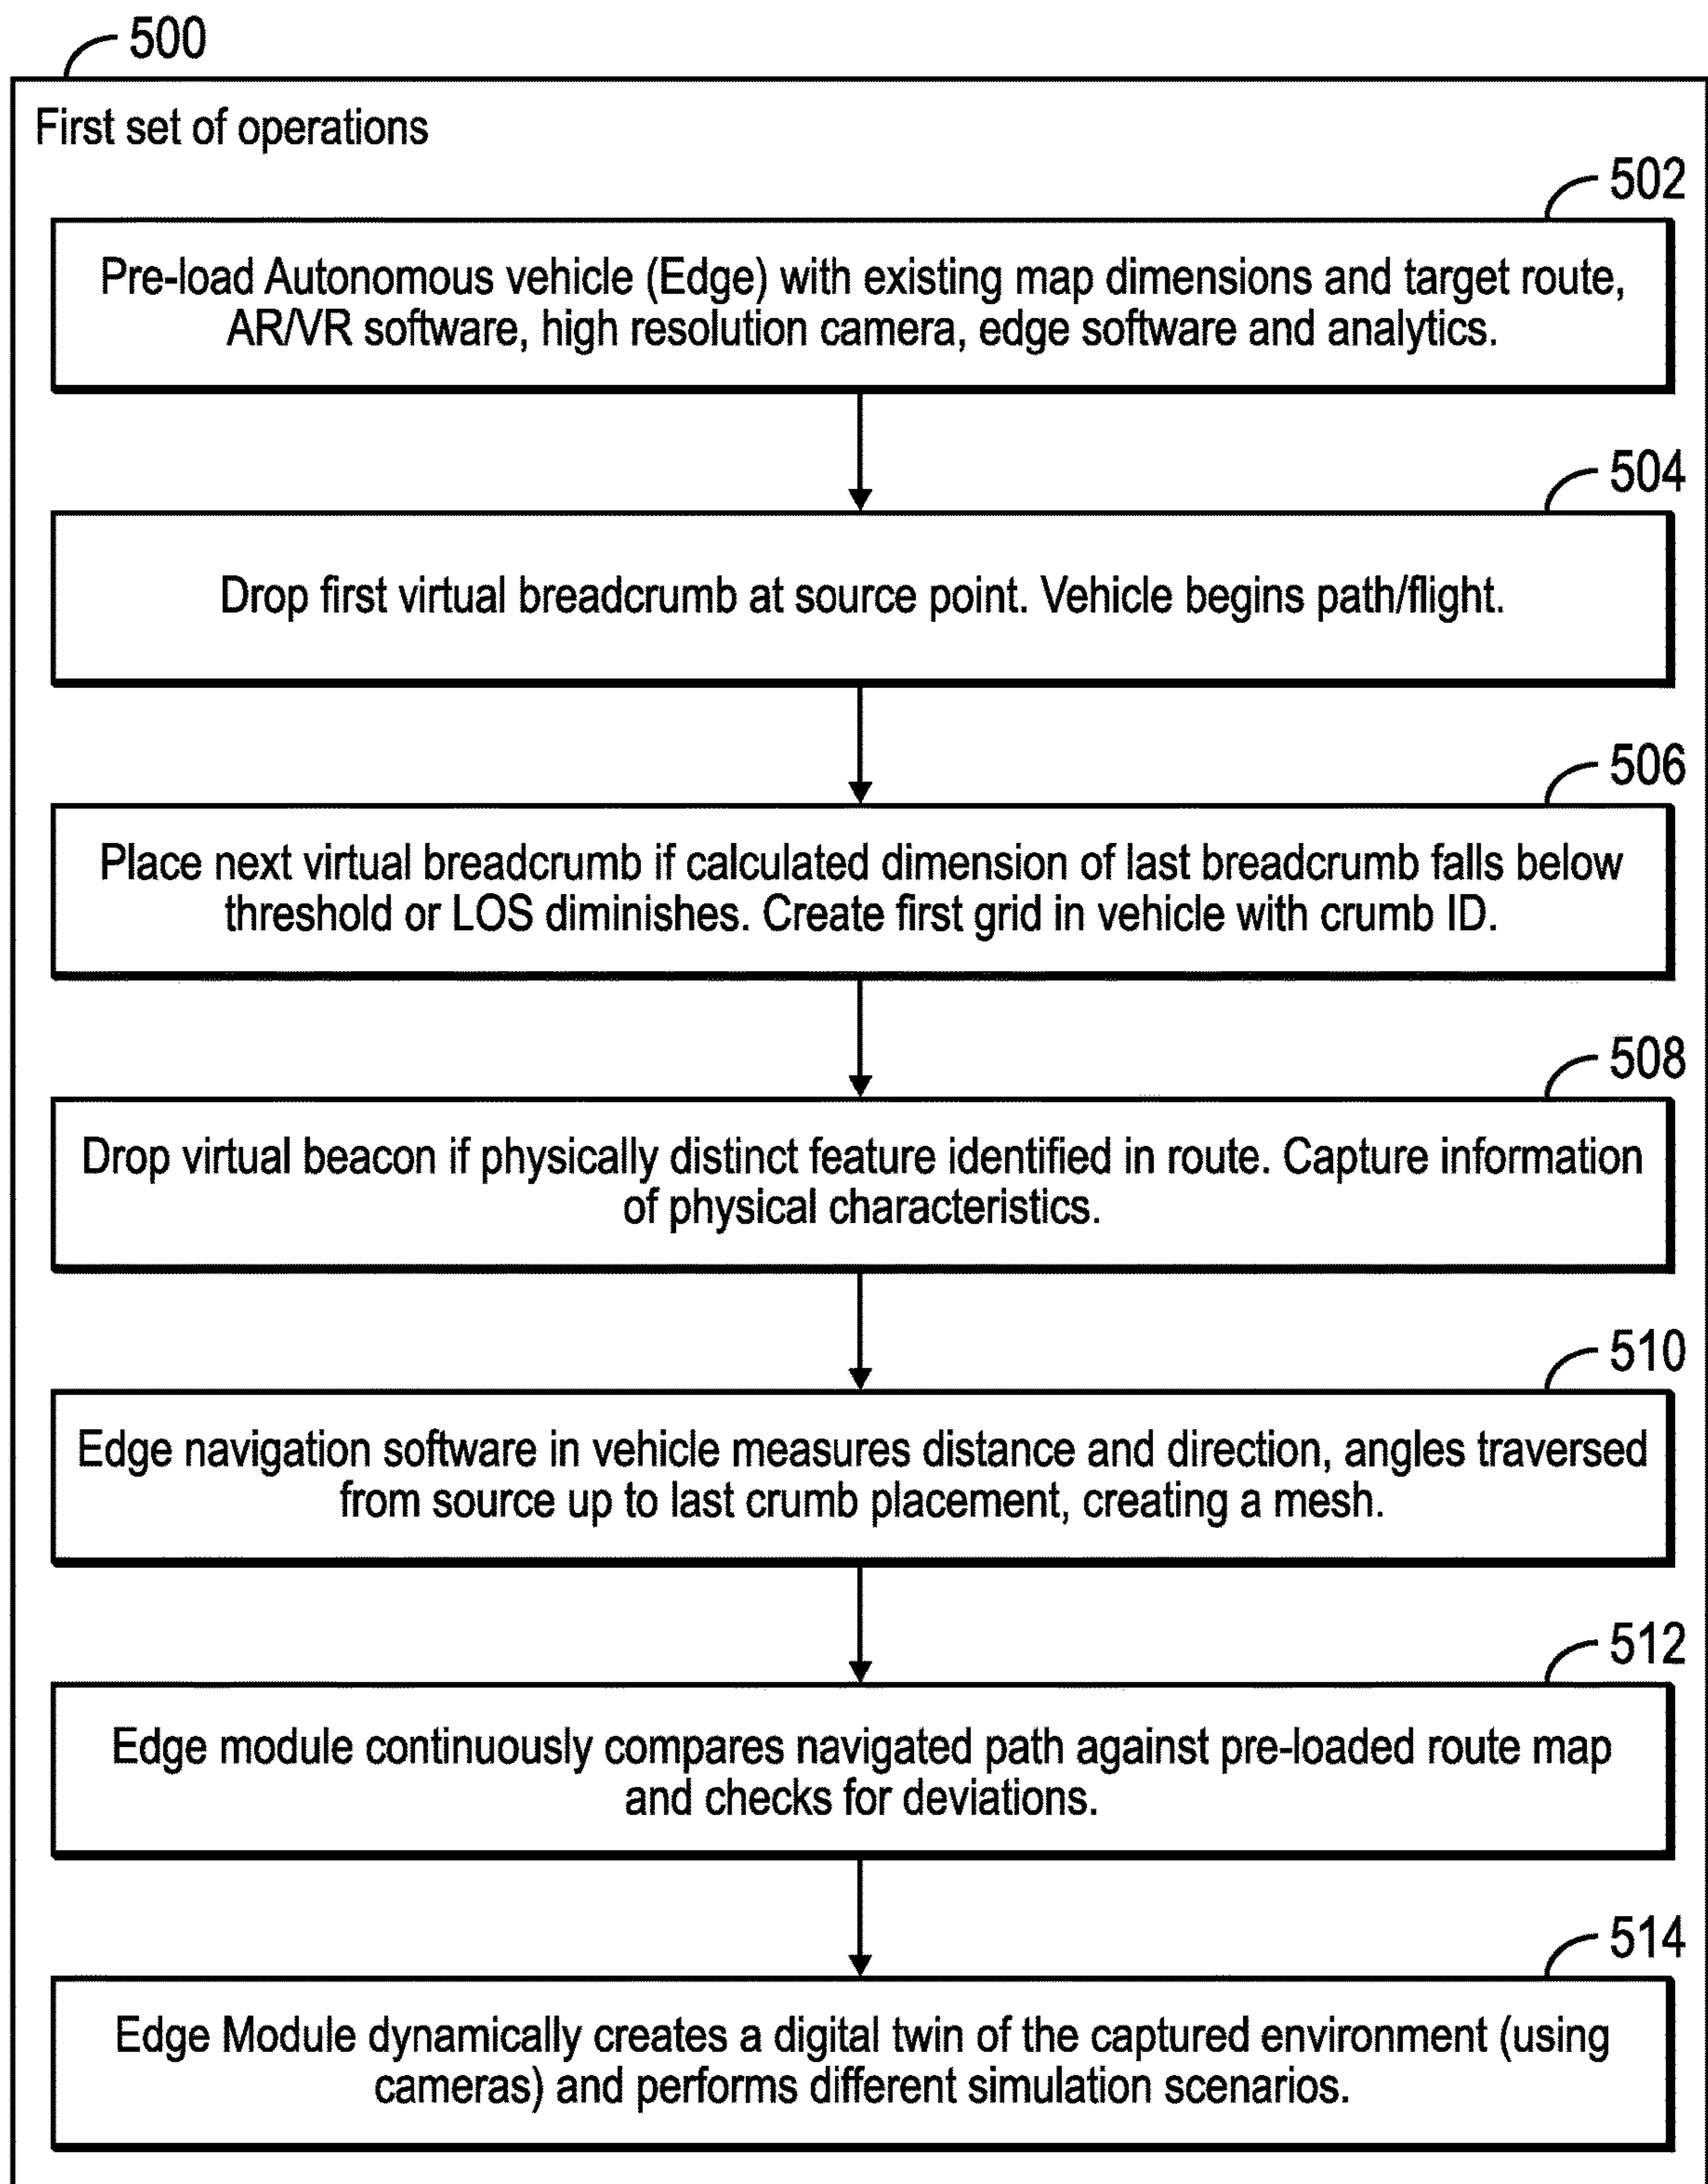 500
First set of operations
502
Pre-load Autonomous vehicle (Edge) with existing map dimensions and target route,
AR/VR software, high resolution camera, edge software and analytics.
504
Drop first virtual breadcrumb at source point. Vehicle begins path/flight.
506
Place next virtual breadcrumb if calculated dimension of last breadcrumb falls below
threshold or LOS diminishes. Create first grid in vehicle with crumb ID.
508
Drop virtual beacon if physically distinct feature identified in route. Capture information
of physical characteristics.
510
Edge navigation software in vehicle measures distance and direction, angles traversed
from source up to last crumb placement, creating a mesh.
512
Edge module continuously compares navigated path against pre-loaded route map
and checks for deviations.
514
Edge Module dynamically creates a digital twin of the captured environment (using
cameras) and performs different simulation scenarios.